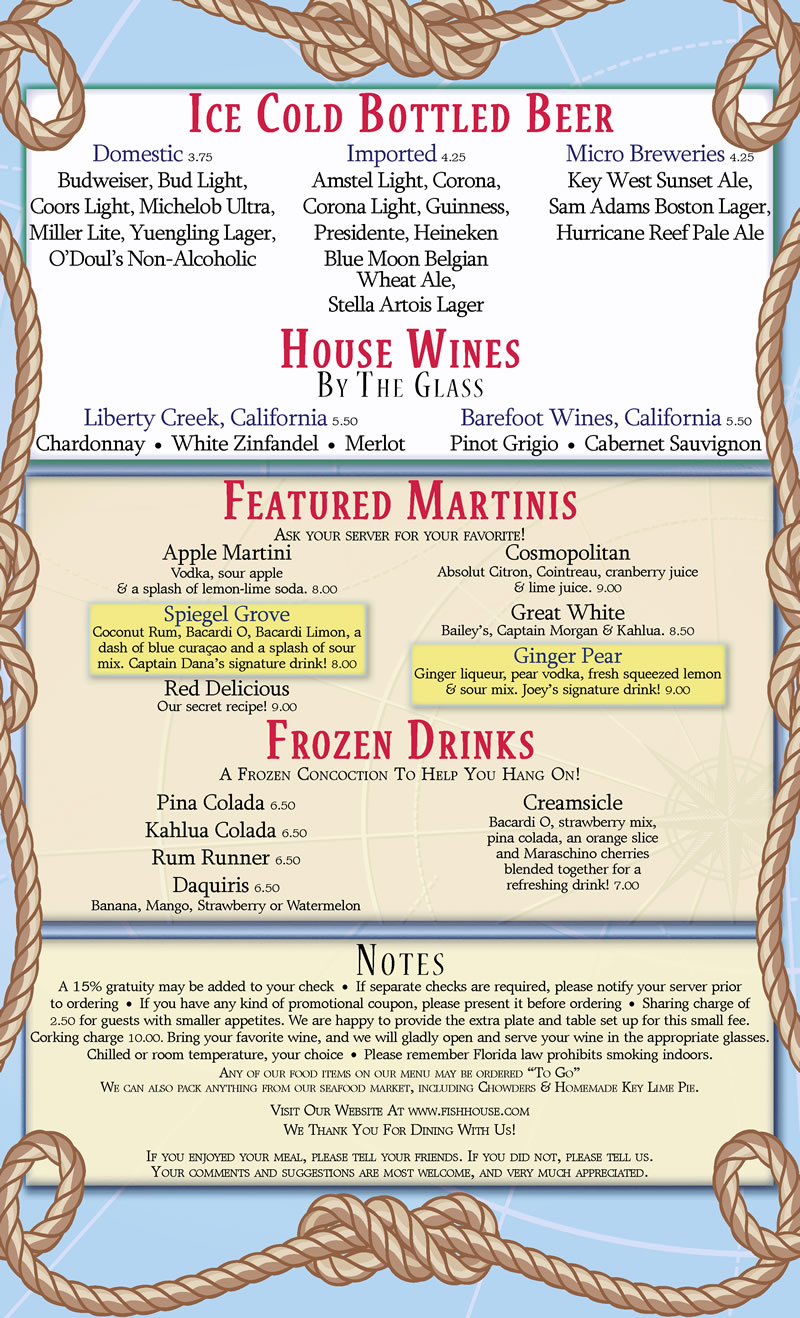 Ice Cold Bottled Beer
Domestic 3.75
Budweiser, Bud Light,
Coors Light, Michelob Ultra,
Miller Lite, Yuengling Lager,
O'Doul's Non-Alcoholic
Imported 4.25
Amstel Light, Corona,
Corona Light, Guinness,
Presidente, Heineken
Blue Moon Belgian
Wheat Ale,
Stella Artois Lager
Micro Breweries 4.25
Key West Sunset Ale,
Sam Adams Boston Lager,
Hurricane Reef Pale Ale
House Wines
By The Glass
Liberty Creek, California 5.50
Chardonnay • White Zinfandel • Merlot
Barefoot Wines, California 5.50
Pinot Grigio • Cabernet Sauvignon
Featured Martinis
Ask your server for your favorite!
Apple Martini
Vodka, sour apple
& a splash of lemon-lime soda. 8.00
Spiegel Grove
Coconut Rum, Bacardi O, Bacardi Limon, a
dash of blue curaçao and a splash of sour
mix. Captain Dana's signature drink! 8.00
Red Delicious
Our secret recipe! 9.00
Cosmopolitan
Absolut Citron, Cointreau, cranberry juice
& lime juice. 9.00
Great White
Bailey's, Captain Morgan & Kahlua. 8.50
Ginger Pear
Ginger liqueur, pear vodka, fresh squeezed lemon
& sour mix. Joey's signature drink! 9.00
Frozen Drinks
A Frozen Concoction To Help You Hang On!
Pina Colada 6.50
Kahlua Colada 6.50
Rum Runner 6.50
Daquiris 6.50
Banana, Mango, Strawberry or Watermelon
Creamsicle
Bacardi O, strawberry mix,
pina colada, an orange slice
and Maraschino cherries
blended together for a
refreshing drink! 7.00
Notes
A 15% gratuity may be added to your check • If separate checks are required, please notify your server prior
to ordering • If you have any kind of promotional coupon, please present it before ordering • Sharing charge of
2.50 for guests with smaller appetites. We are happy to provide the extra plate and table set up for this small fee.
Corking charge 10.00. Bring your favorite wine, and we will gladly open and serve your wine in the appropriate glasses.
Chilled or room temperature, your choice • Please remember Florida law prohibits smoking indoors.
Any of our food items on our menu may be ordered "To Go"
We can also pack anything from our seafood market, including Chowders & Homemade Key Lime Pie.
Visit Our Website At www.fishhouse.com
We Thank You For Dining With Us!
If you enjoyed your meal, please tell your friends. If you did not, please tell us.
Your comments and suggestions are most welcome, and very much appreciated.